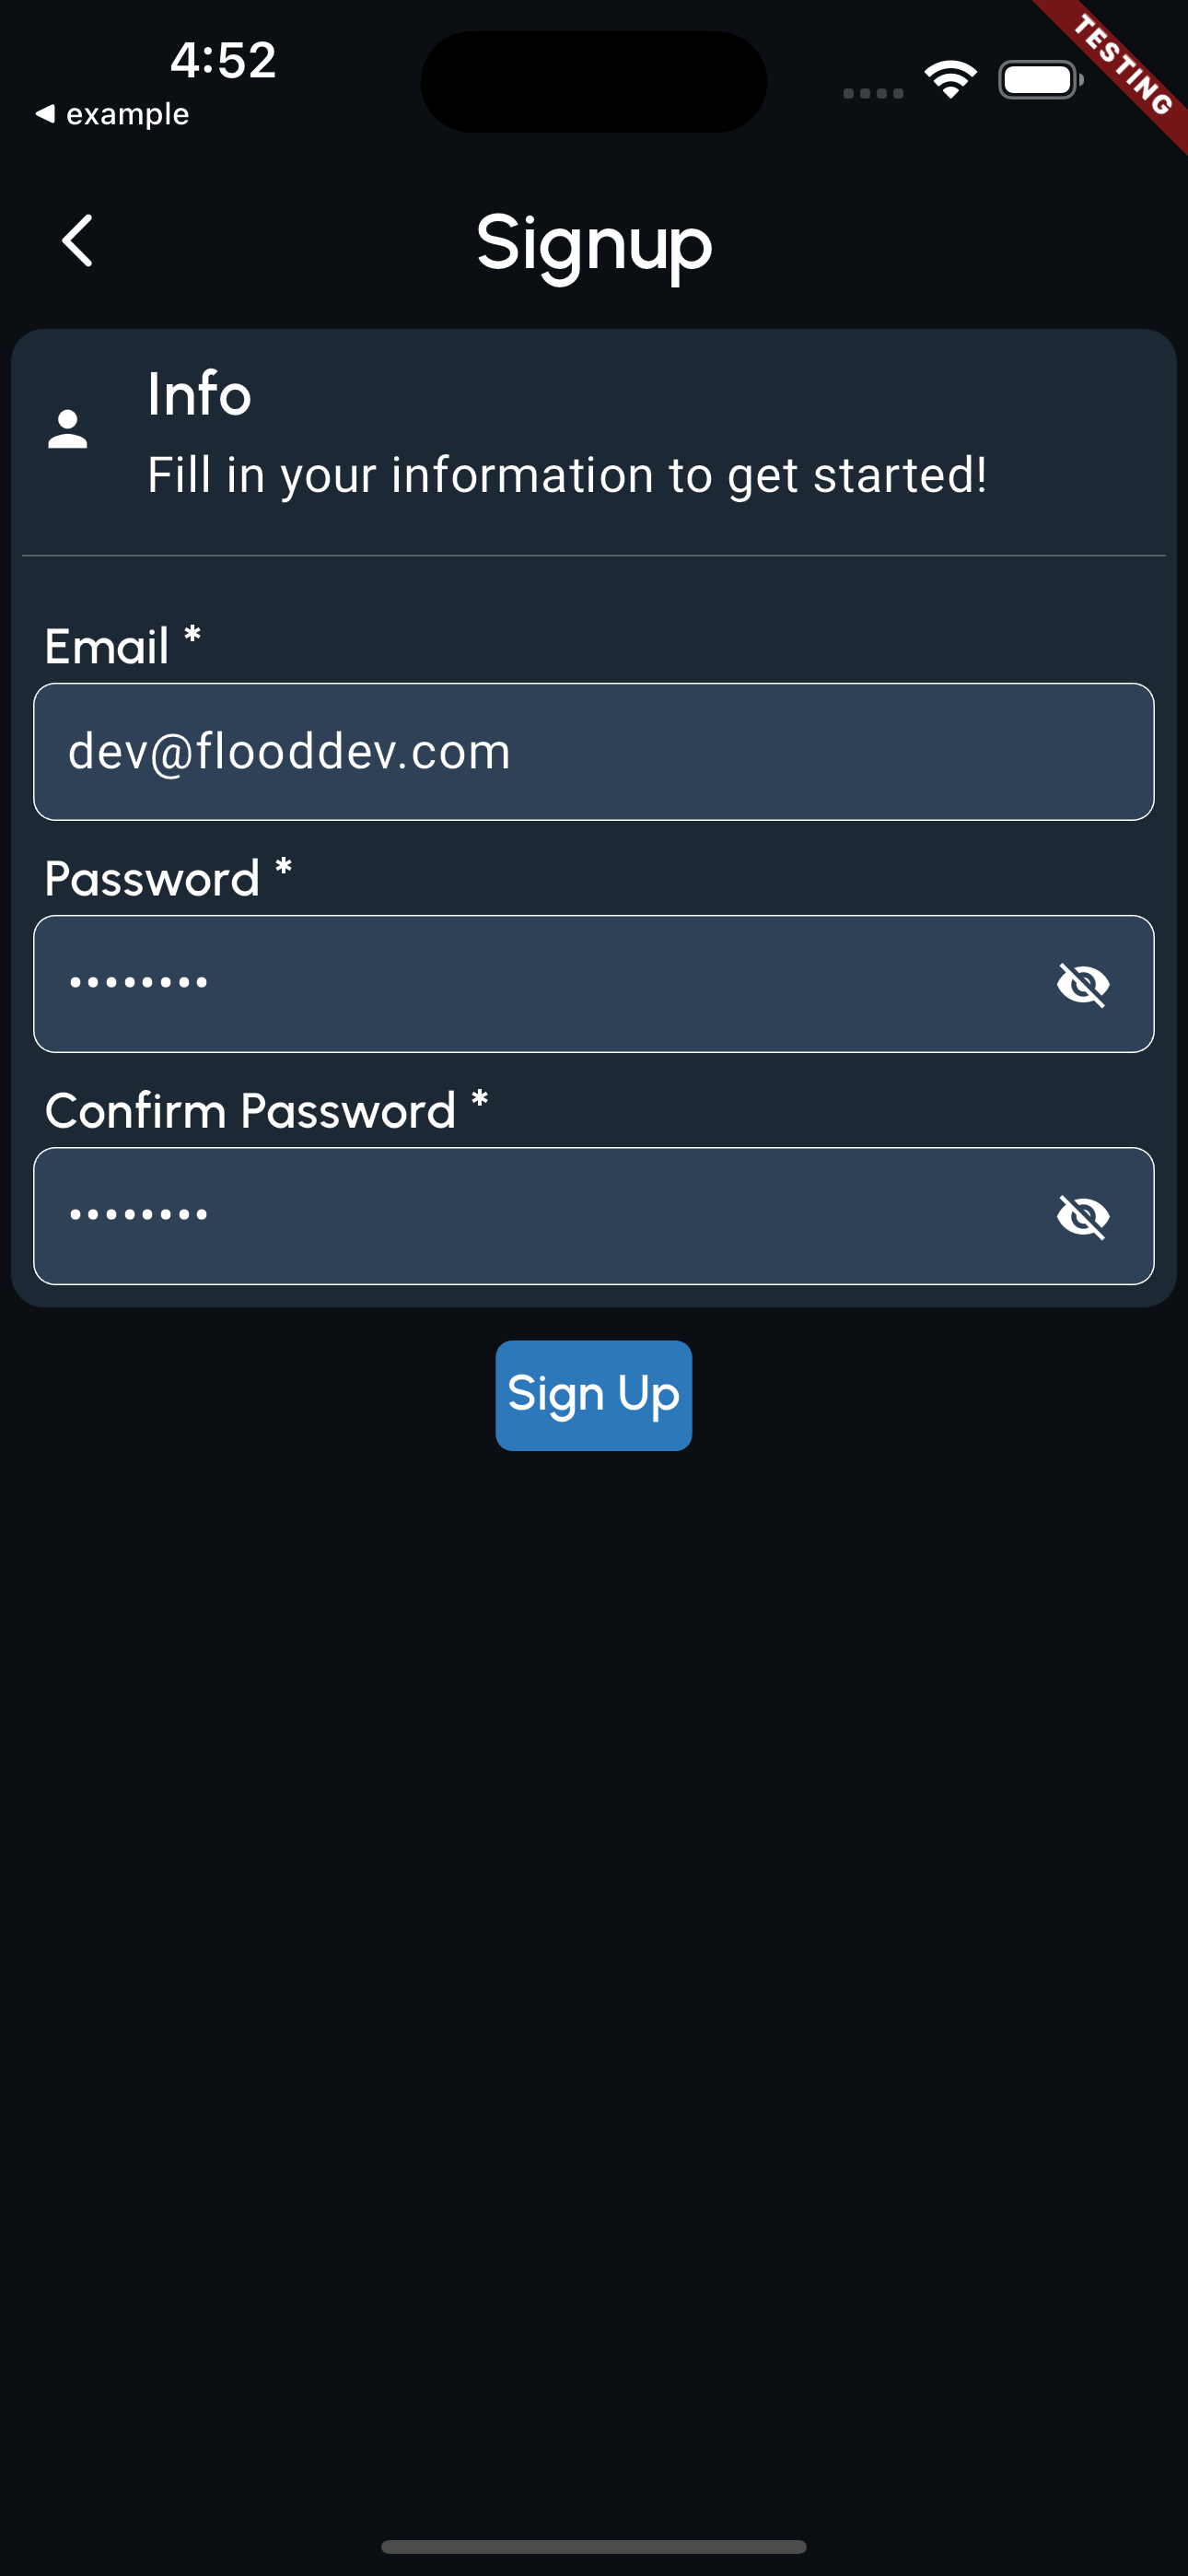 4:52
TESTING
example
Signup
Info
Fill in your information to get started!
Email *
dev@flooddev.com
Password *
••••••••
Confirm Password *
••••••••
Sign Up